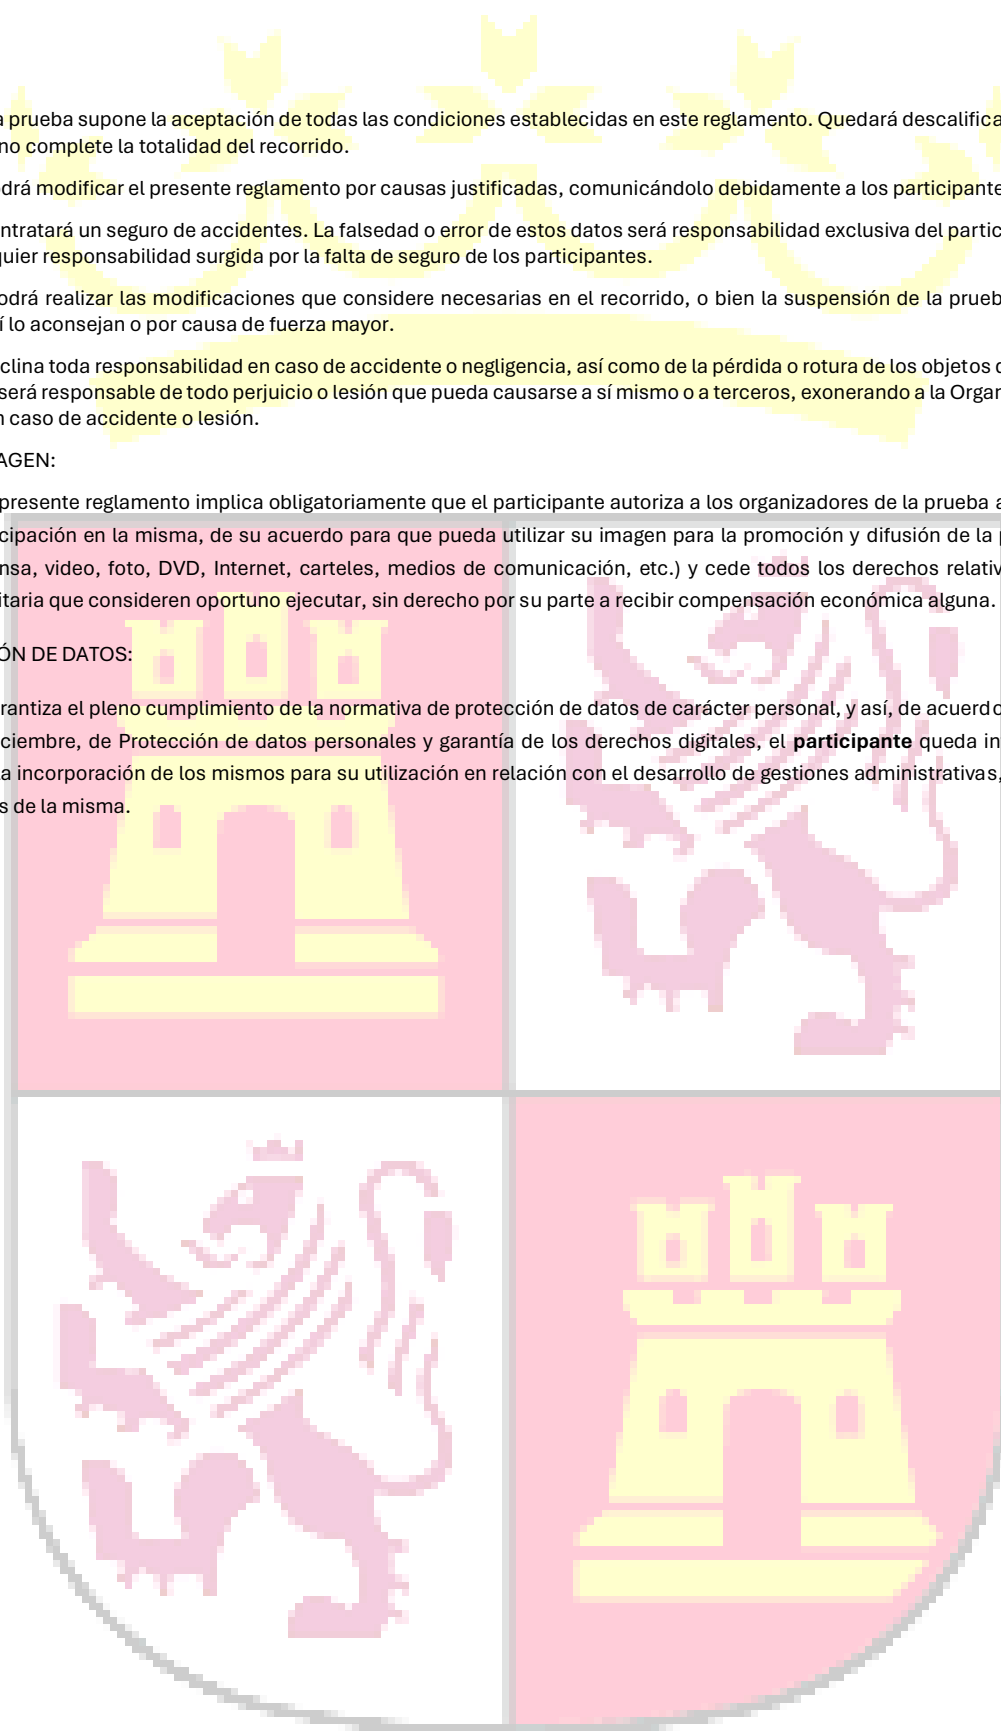 a prueba supone la aceptación de todas las condiciones establecidas en este reglamento. Quedará descalifica
no complete la totalidad del recorrido.
drá modificar el presente reglamento por causas justificadas, comunicándolo debidamente a los participante
ntratará un seguro de accidentes. La falsedad o error de estos datos será responsabilidad exclusiva del partic
quier responsabilidad surgida por la falta de seguro de los participantes.
odrá realizar las modificaciones que considere necesarias en el recorrido, o bien la suspensión de la prueb
í lo aconsejan o por causa de fuerza mayor.
clina toda responsabilidad en caso de accidente o negligencia, así como de la pérdida o rotura de los objetos
será responsable de todo perjuicio o lesión que pueda causarse a sí mismo o a terceros, exonerando a la Organ
n caso de accidente o lesión.
AGEN:
presente reglamento implica obligatoriamente que el participante autoriza a los organizadores de la prueba a
cipación en la misma, de su acuerdo para que pueda utilizar su imagen para la promoción y difusión de la
nsa, video, foto, DVD, Internet, carteles, medios de comunicación, etc.) y cede todos los derechos relativ
itaria que consideren oportuno ejecutar, sin derecho por su parte a recibir compensación económica alguna.
ÓN DE DATOS:
rantiza el pleno cumplimiento de la normativa de protección de datos de carácter personal, y así, de acuerdo
ciembre, de Protección de datos personales y garantía de los derechos digitales, el participante queda in
la incorporación de los mismos para su utilización en relación con el desarrollo de gestiones administrativas,
s de la misma.